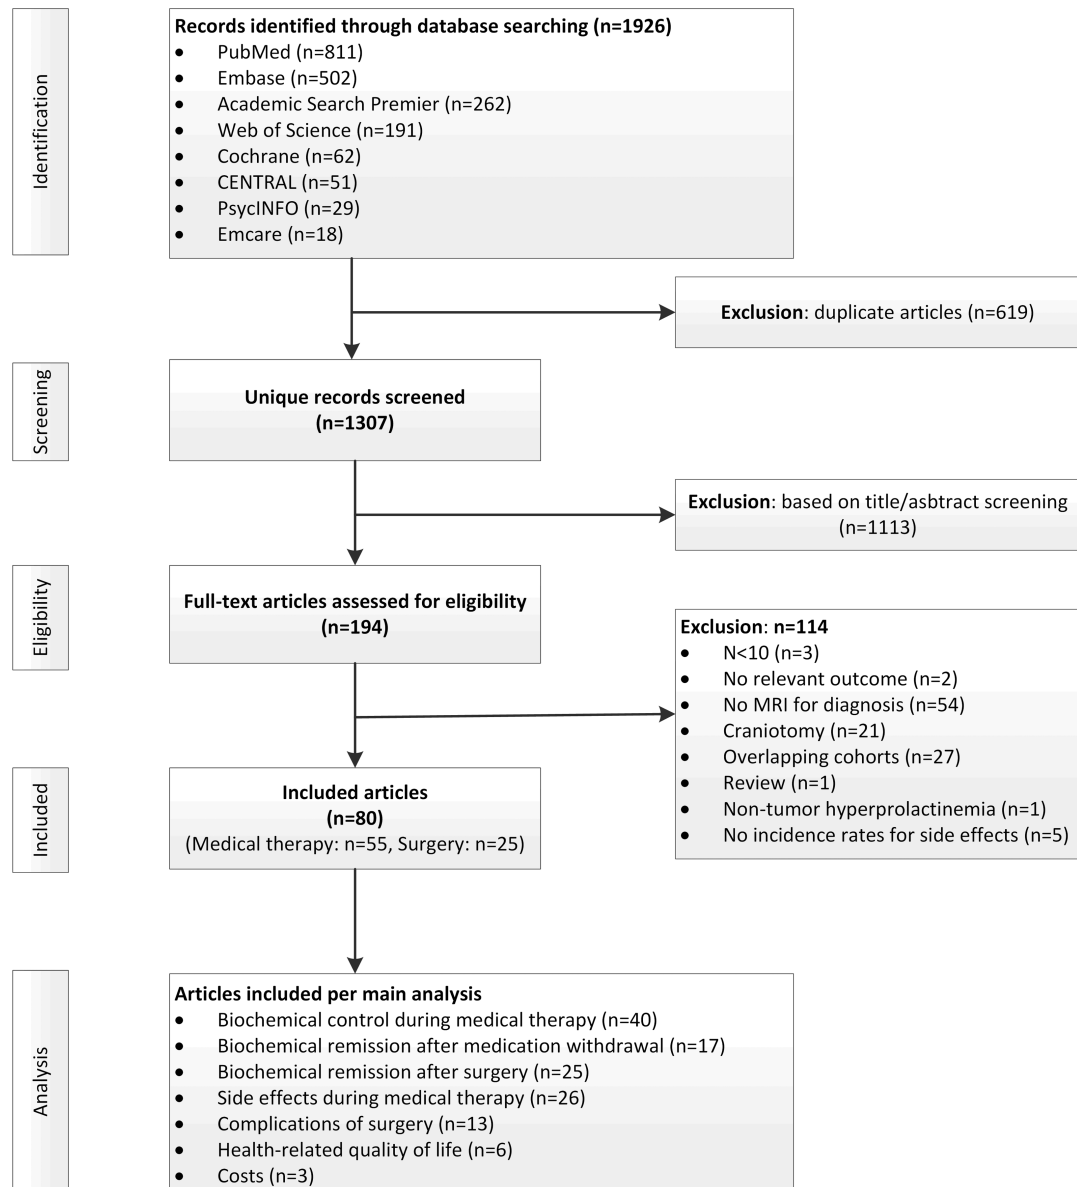 Identification
Records identified through database searching (n=1926)
• PubMed (n=811)
• Embase (n=502)
• Academic Search Premier (n=262)
• Web of Science (n=191)
• Cochrane (n=62)
• CENTRAL (n=51)
• PsycINFO (n=29)
• Emcare (n=18)
Exclusion: duplicate articles (n=619)
Screening
Unique records screened
(n=1307)
Exclusion: based on title/asbtract screening
(n=1113)
Eligibility
Full-text articles assessed for eligibility
(n=194)
Exclusion: n=114
• N<10 (n=3)
• No relevant outcome (n=2)
• No MRI for diagnosis (n=54)
• Craniotomy (n=21)
• Overlapping cohorts (n=27)
• Review (n=1)
• Non-tumor hyperprolactinemia (n=1)
• No incidence rates for side effects (n=5)
Included
Included articles
(n=80)
(Medical therapy: n=55, Surgery: n=25)
Analysis
Articles included per main analysis
• Biochemical control during medical therapy (n=40)
• Biochemical remission after medication withdrawal (n=17)
• Biochemical remission after surgery (n=25)
• Side effects during medical therapy (n=26)
• Complications of surgery (n=13)
• Health-related quality of life (n=6)
• Costs (n=3)